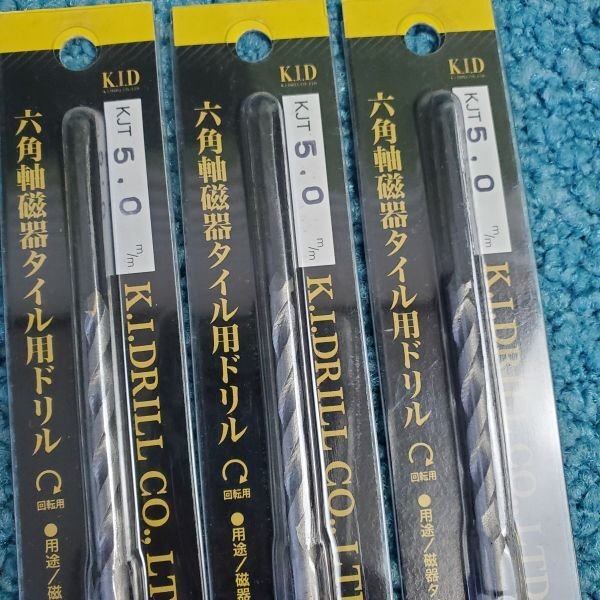 K.I.D
KJT 5.0 m/m
六角軸磁器タイル用ドリル
K.I.DRILL CO.,LT
回転用
●用途/磁
K.I.D
KJT 5.0 m/m
六角軸磁器タイル用ドリル
K.I.DRILL CO.,LT
回転用
●用途/磁器
K.I.D
KJT 5.0 m/m
六角軸磁器タイル用ドリル
K.I.DRILL CO.,LTD
回転用
●用途/磁器タ